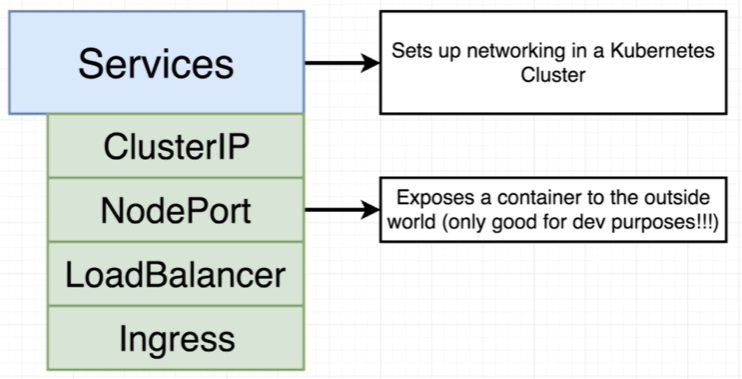 Services
Sets up networking in a Kubernetes
Cluster
ClusterIP
NodePort
Exposes a container to the outside
world (only good for dev purposes!!!)
LoadBalancer
Ingress